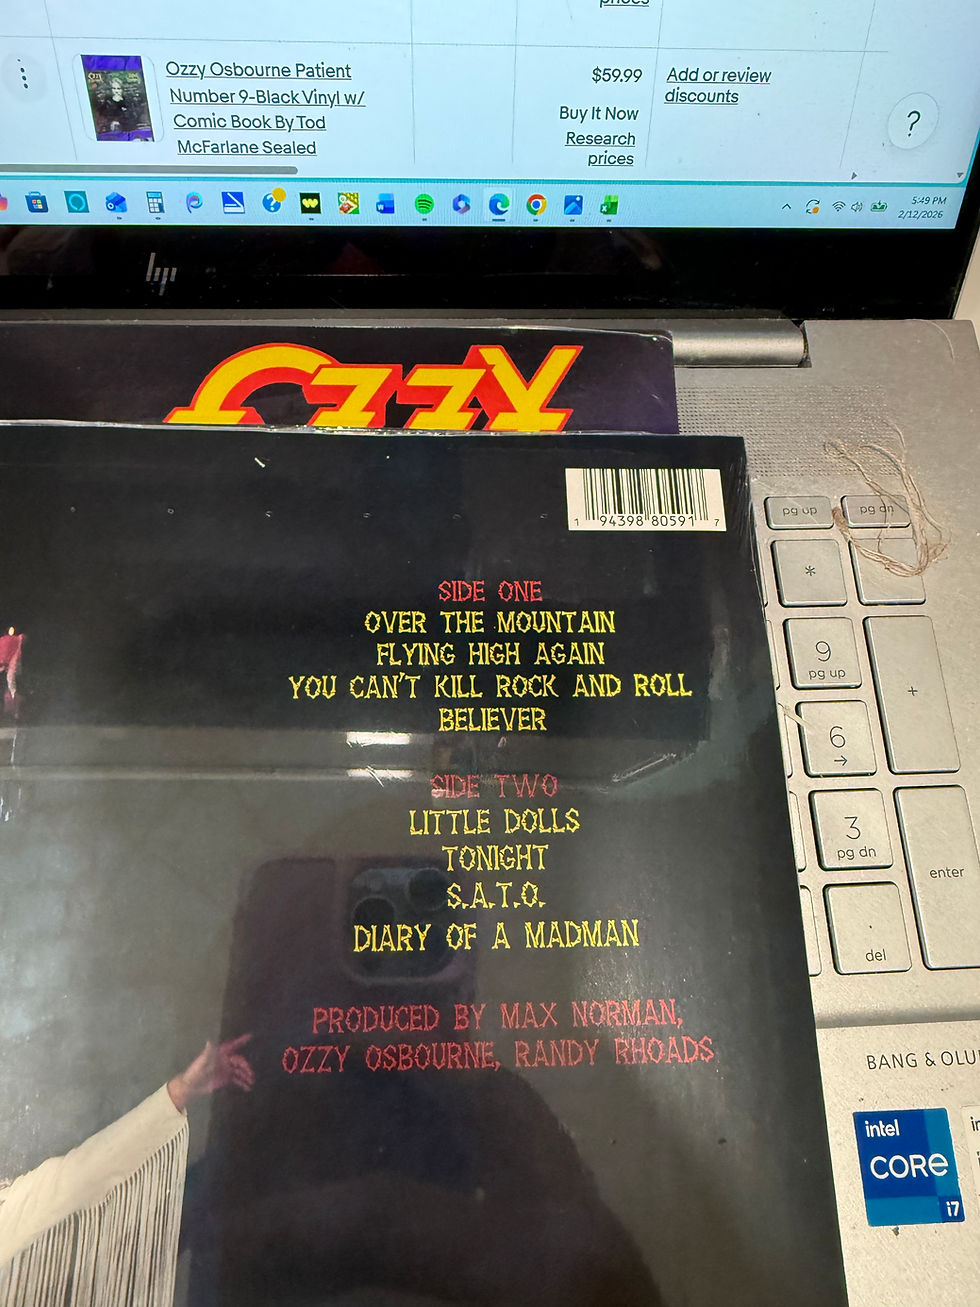 prices
Ozzy Osbourne Patient
Number 9-Black Vinyl w/
Comic Book By Tod
McFarlane Sealed
$59.99
Buy It Now
Research
prices
Add or review
discounts
?
5:49 PM
2/12/2026
hp
OZZY
1 94398 80591 7
SIDE ONE
OVER THE MOUNTAIN
FLYING HIGH AGAIN
YOU CAN'T KILL ROCK AND ROLL
BELIEVER
SIDE TWO
LITTLE DOLLS
TONIGHT
S.A.T.O.
DIARY OF A MADMAN
PRODUCED BY MAX NORMAN,
OZZY OSBOURNE, RANDY RHOADS
pg up
pg dn
*
9
pg up
+
6
→
3
pg dn
enter
.
del
BANG & OLU
intel
CORe
i7